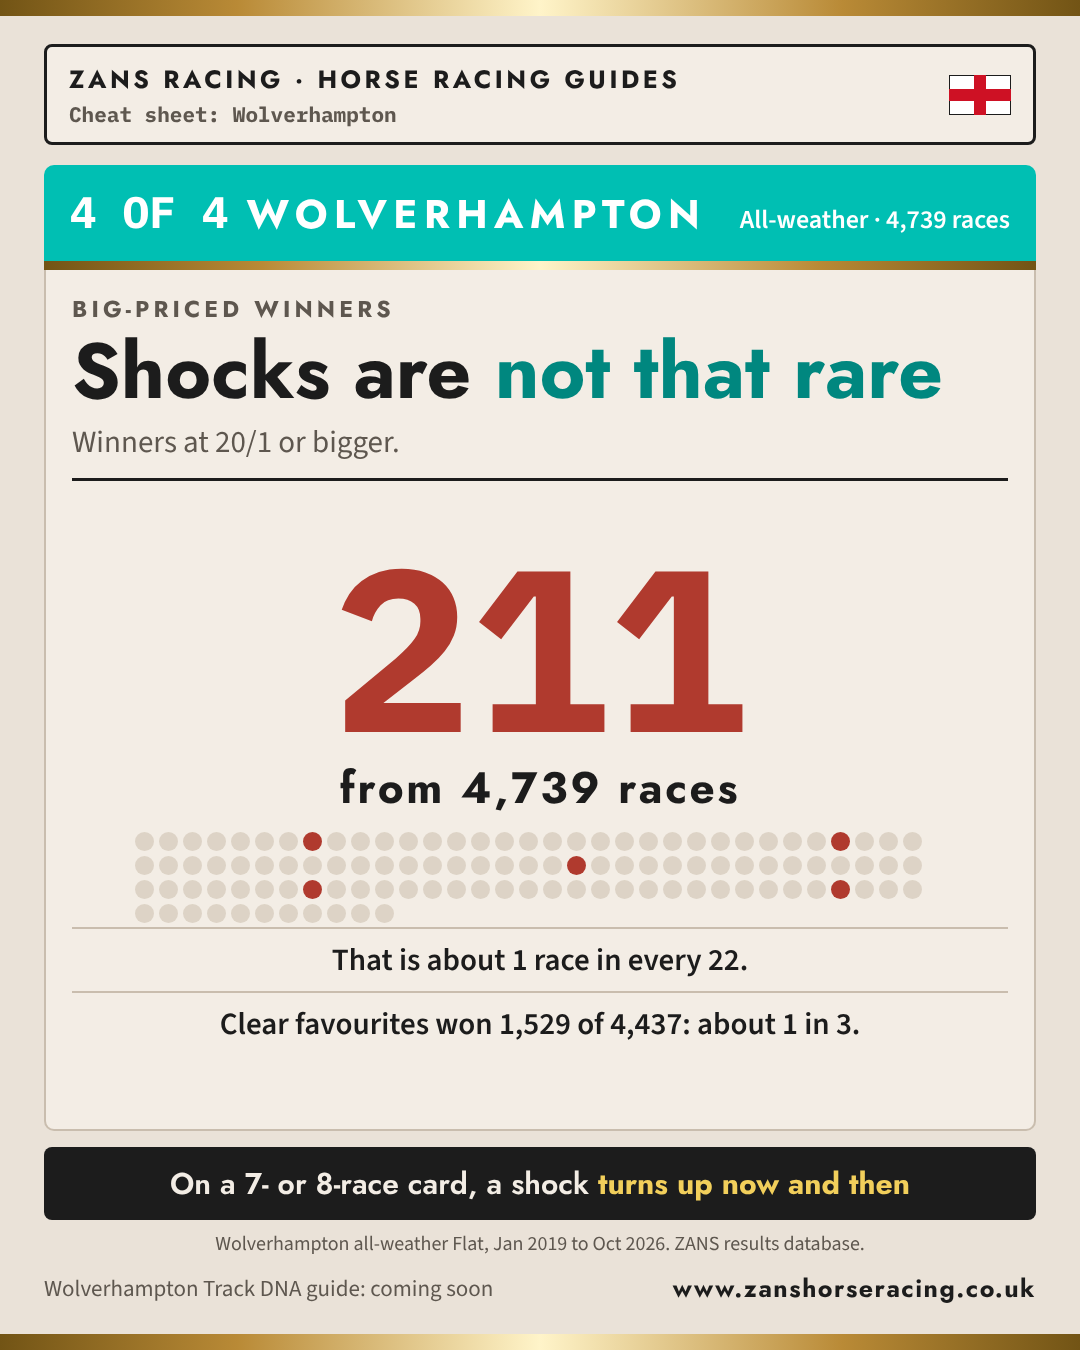 ZANS RACING · HORSE RACING GUIDES
Cheat sheet: Wolverhampton
4 OF 4 WOLVERHAMPTON All-weather · 4,739 races
BIG-PRICED WINNERS
Shocks are not that rare
Winners at 20/1 or bigger.
211
from 4,739 races
That is about 1 race in every 22.
Clear favourites won 1,529 of 4,437: about 1 in 3.
On a 7- or 8-race card, a shock turns up now and then
Wolverhampton all-weather Flat, Jan 2019 to Oct 2026. ZANS results database.
Wolverhampton Track DNA guide: coming soon www.zanshorseracing.co.uk